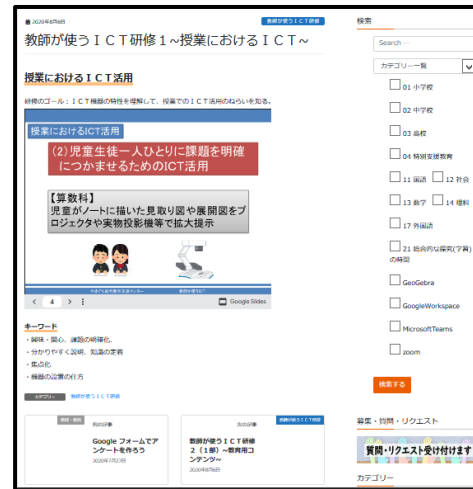 2020年8月6日
教師が使うＩＣＴ研修
教師が使うＩＣＴ研修１~授業におけるＩＣＴ~
授業におけるＩＣＴ活用
研修のゴール：ＩＣＴ機器の特性を理解して、授業でのＩＣＴ活用のねらいを知る。
授業におけるICT活用
(2)児童生徒一人ひとりに課題を明確
につかませるためのICT活用
【算数科】
児童がノートに描いた見取り図や展開図をプ
ロジェクタや実物投影機等で拡大提示
4
Google Slides
キーワード
・興味・関心、課題の明確化、
・分かりやすく説明、知識の定着
・焦点化
・機器の設置の仕方
カテゴリー
教師が使うＩＣＴ研修
前の記事
Google フォームでア
ンケートを作ろう
2020年7月23日
次の記事
教師が使うＩＣＴ研修
教師が使うＩＣＴ研修
２（１部）~教育用コ
ンテンツ~
2020年8月6日
検索
Search …
カテゴリー一覧
01 小学校
02 中学校
03 高校
04 特別支援教育
11 国語 12 社会
13 数学 14 理科
17 外国語
21 総合的な探究(学習)
の時間
GeoGebra
GoogleWorkspace
MicrosoftTeams
zoom
検索する
募集・質問・リクエスト
質問・リクエスト受け付けます
カテゴリー